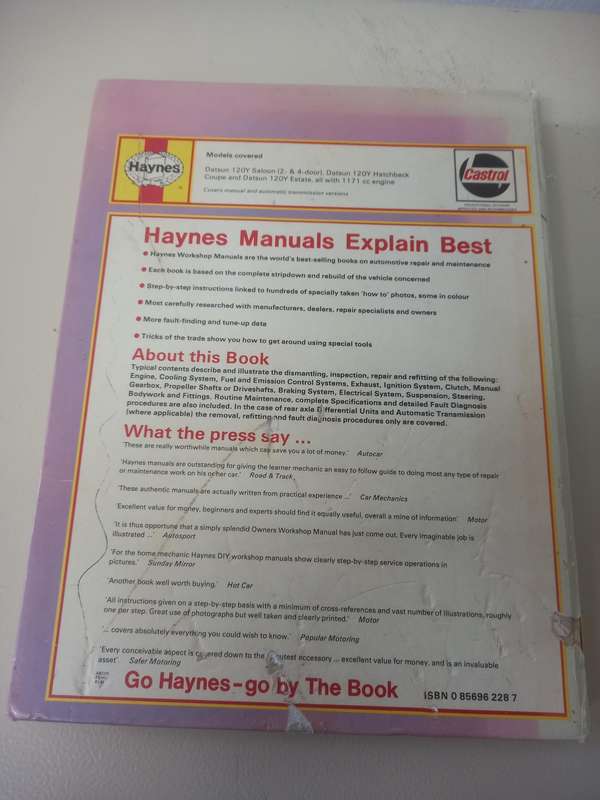 Haynes
Models covered
Datsun 120Y Saloon (2- & 4-door), Datsun 120Y Hatchback
Coupe and Datsun 120Y Estate, all with 1171 cc engine
Covers manual and automatic transmission versions
Castrol
Haynes Manuals Explain Best
● Haynes Workshop Manuals are the world's best-selling books on automotive repair and maintenance
● Each book is based on the complete stripdown and rebuild of the vehicle concerned
● Step-by-step instructions linked to hundreds of specially taken 'how to' photos, some in colour
● Most carefully researched with manufacturers, dealers, repair specialists and owners
● More fault-finding and tune-up data
● Tricks of the trade show you how to get around using special tools
About this Book
Typical contents describe and illustrate the dismantling, inspection, repair and refitting of the following:
Engine, Cooling System, Fuel and Emission Control Systems, Exhaust, Ignition System, Clutch, Manual
Gearbox, Propeller Shafts or Driveshafts, Braking System, Electrical System, Suspension, Steering,
Bodywork and Fittings. Routine Maintenance, complete Specifications and detailed Fault Diagnosis
procedures are also included. In the case of rear axle Differential Units and Automatic Transmission
(where applicable) the removal, refitting and fault diagnosis procedures only are covered.
What the press say ...
'These are really worthwhile manuals which can save you a lot of money.' Autocar
'Haynes manuals are outstanding for giving the learner mechanic an easy to follow guide to doing most any type of repair
or maintenance work on his or her car.' Road & Track
'These authentic manuals are actually written from practical experience ...' Car Mechanics
'Excellent value for money, beginners and experts should find it equally useful, overall a mine of information' Motor
'It is thus opportune that a simply splendid Owners Workshop Manual has just come out. Every imaginable job is
illustrated ...' Autosport
'For the home mechanic Haynes DIY workshop manuals show clearly step-by-step service operations in
pictures.' Sunday Mirror
'Another book well worth buying.' Hot Car
'All instructions given on a step-by-step basis with a minimum of cross-references and vast number of illustrations, roughly
one per step. Great use of photographs but well taken and clearly printed.' Motor
'... covers absolutely everything you could wish to know.' Popular Motoring
'Every conceivable aspect is covered down to the minutest accessory ... excellent value for money, and is an invaluable
asset' Safer Motoring
Go Haynes–go by The Book
ISBN 0 85696 228 7